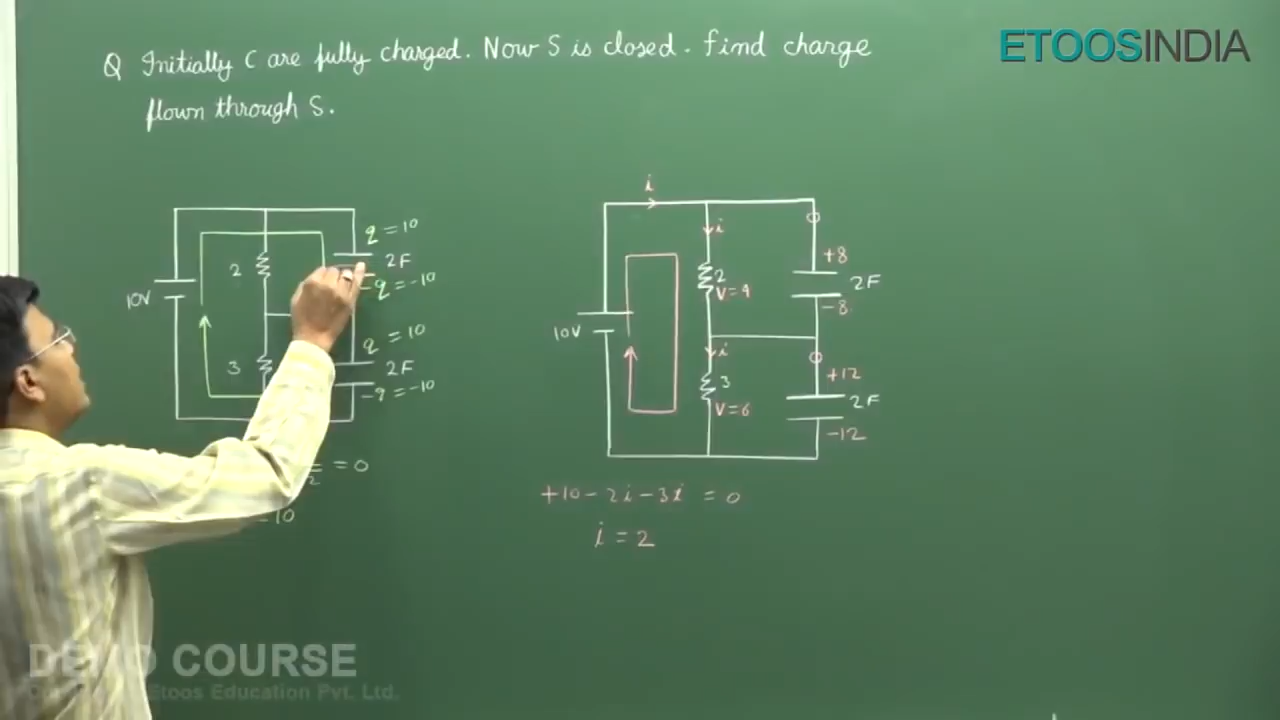 ETOOSINDIA
Q Initially C are fully charged. Now S is closed. find charge
flown through S.
q = 10
2
2F
-q = -10
10V
q = 10
3
2F
-q = -10
= 0
-10
i
i
+8
2
2F
V=4
-8
10V
i
3
+12
2F
V=6
-12
+10-2i-3i = 0
i = 2
DEMO COURSE
Etoos Education Pvt. Ltd.